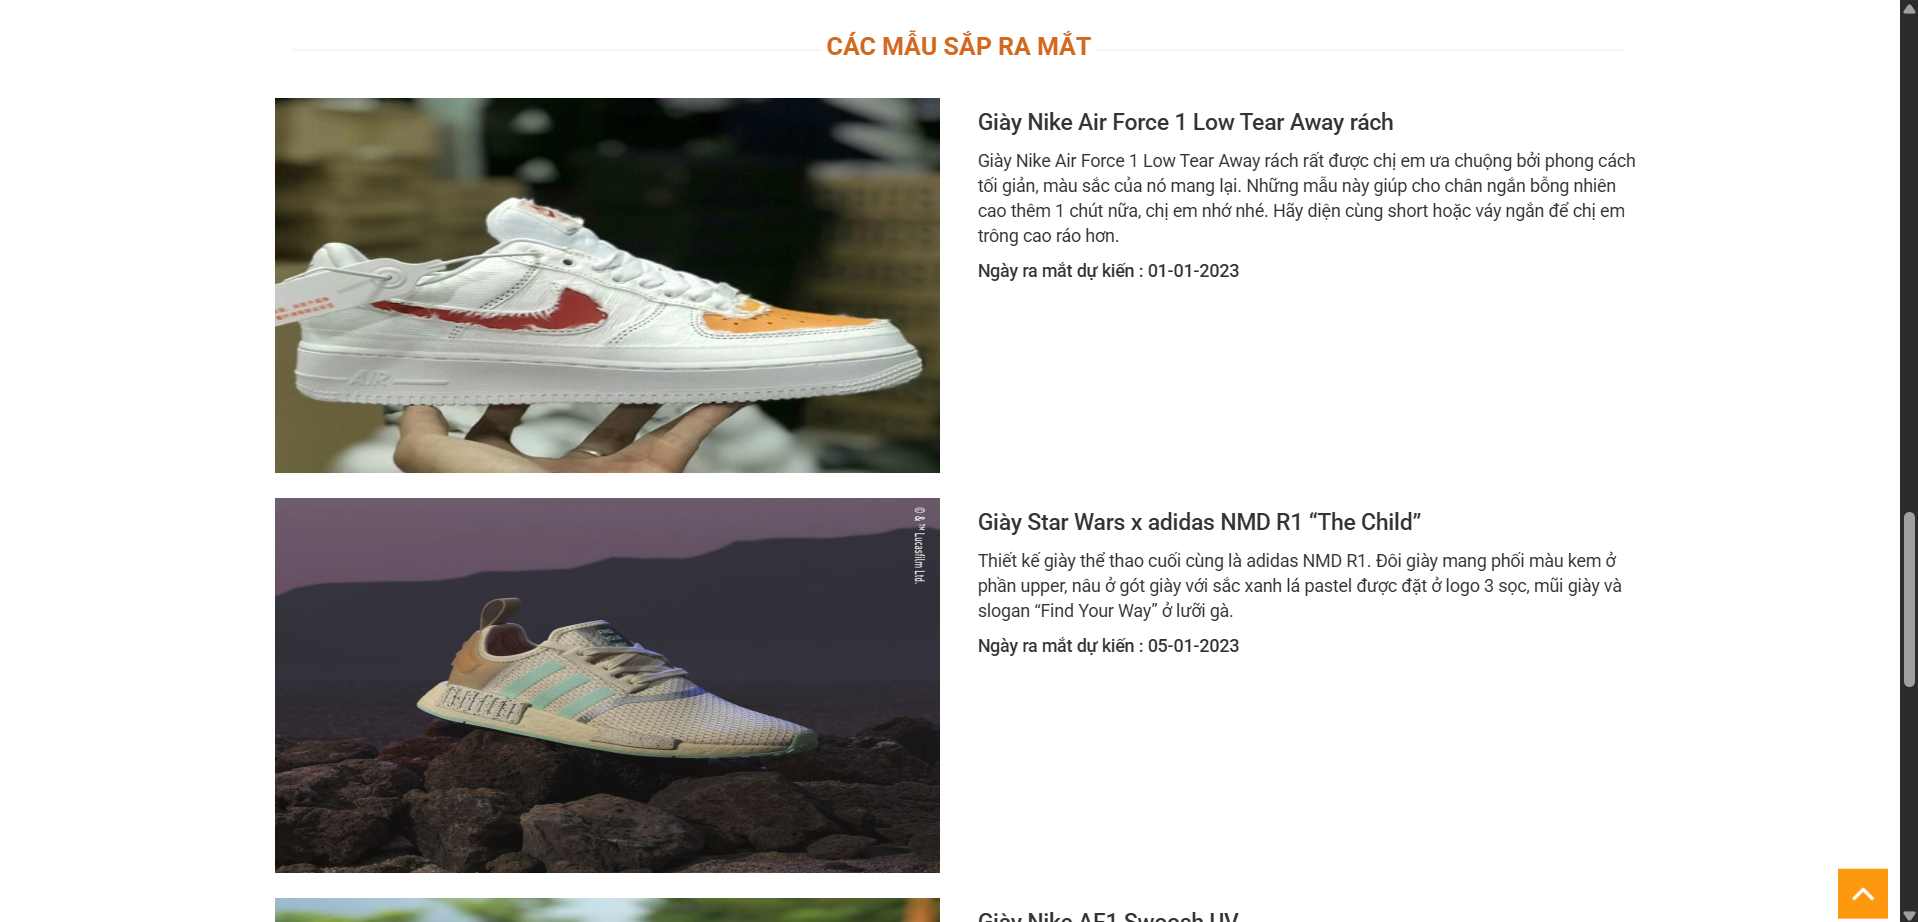 CÁC MẪU SẮP RA MẮT
Giày Nike Air Force 1 Low Tear Away rách
Giày Nike Air Force 1 Low Tear Away rách rất được chị em ưa chuộng bởi phong cách
tối giản, màu sắc của nó mang lại. Những mẫu này giúp cho chân ngắn bỗng nhiên
cao thêm 1 chút nữa, chị em nhớ nhé. Hãy diện cùng short hoặc váy ngắn để chị em
trông cao ráo hơn.
Ngày ra mắt dự kiến : 01-01-2023
AIR
© & ™ Lucasfilm Ltd.
Giày Star Wars x adidas NMD R1 “The Child”
Thiết kế giày thể thao cuối cùng là adidas NMD R1. Đôi giày mang phối màu kem ở
phần upper, nâu ở gót giày với sắc xanh lá pastel được đặt ở logo 3 sọc, mũi giày và
slogan “Find Your Way” ở lưỡi gà.
Ngày ra mắt dự kiến : 05-01-2023
FIND
YOUR
Giày Nike AF1 Swoosh UV